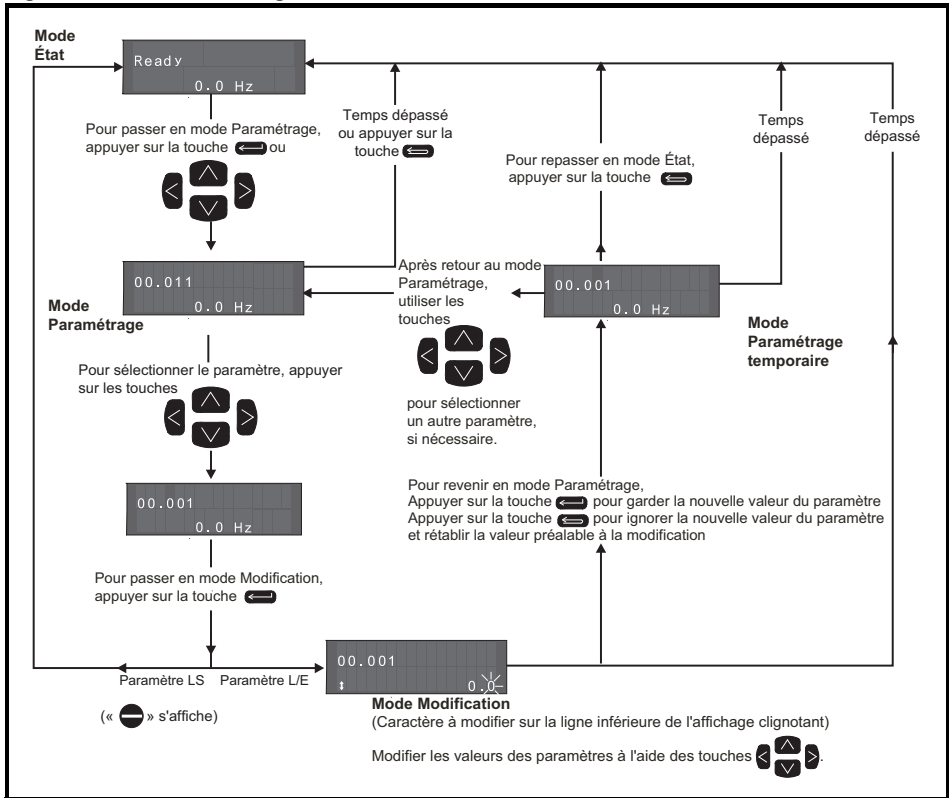 Mode
État
Ready
0.0 Hz
Pour passer en mode Paramétrage,
appuyer sur la touche ou
Temps dépassé
ou appuyer sur la
touche
Pour repasser en mode État,
appuyer sur la touche
Temps
dépassé
Temps
dépassé
00.011
0.0 Hz
Mode
Paramétrage
Après retour au mode
Paramétrage,
utiliser les
touches
pour sélectionner
un autre paramètre,
si nécessaire.
00.001
0.0 Hz
Mode
Paramétrage
temporaire
Pour sélectionner le paramètre, appuyer
sur les touches
00.001
0.0 Hz
Pour revenir en mode Paramétrage,
Appuyer sur la touche pour garder la nouvelle valeur du paramètre
Appuyer sur la touche pour ignorer la nouvelle valeur du paramètre
et rétablir la valeur préalable à la modification
Pour passer en mode Modification,
appuyer sur la touche
Paramètre LS Paramètre L/E
(« » s'affiche)
00.001
0.0
Mode Modification
(Caractère à modifier sur la ligne inférieure de l'affichage clignotant)
Modifier les valeurs des paramètres à l'aide des touches .